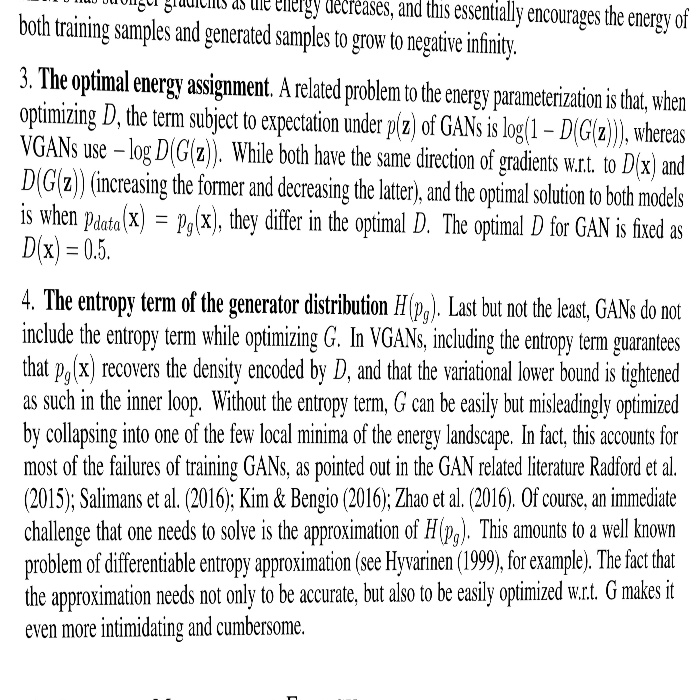 stronger gradients as the energy decreases, and this essentially encourages the energy of
both training samples and generated samples to grow to negative infinity.
3. The optimal energy assignment. A related problem to the energy parameterization is that, when
optimizing D, the term subject to expectation under p(z) of GANs is log(1 − D(G(z))), whereas
VGANs use − log D(G(z)). While both have the same direction of gradients w.r.t. to D(x) and
D(G(z)) (increasing the former and decreasing the latter), and the optimal solution to both models
is when p_data(x) = p_g(x), they differ in the optimal D. The optimal D for GAN is fixed as
D(x) = 0.5.
4. The entropy term of the generator distribution H(p_g). Last but not the least, GANs do not
include the entropy term while optimizing G. In VGANs, including the entropy term guarantees
that p_g(x) recovers the density encoded by D, and that the variational lower bound is tightened
as such in the inner loop. Without the entropy term, G can be easily but misleadingly optimized
by collapsing into one of the few local minima of the energy landscape. In fact, this accounts for
most of the failures of training GANs, as pointed out in the GAN related literature Radford et al.
(2015); Salimans et al. (2016); Kim & Bengio (2016); Zhao et al. (2016). Of course, an immediate
challenge that one needs to solve is the approximation of H(p_g). This amounts to a well known
problem of differentiable entropy approximation (see Hyvarinen (1999), for example). The fact that
the approximation needs not only to be accurate, but also to be easily optimized w.r.t. G makes it
even more intimidating and cumbersome.